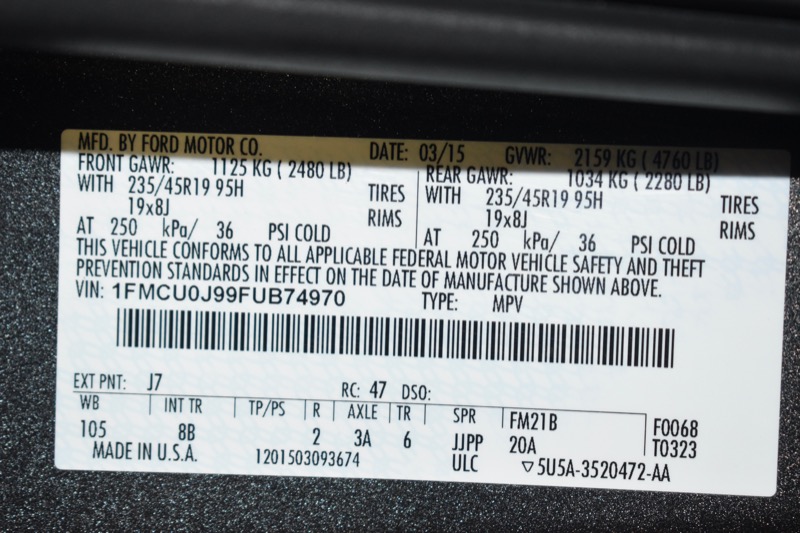 MFD. BY FORD MOTOR CO. DATE: 03/15 GVWR: 2159 KG ( 4760 LB)
FRONT GAWR: 1125 KG ( 2480 LB) REAR GAWR: 1034 KG ( 2280 LB)
WITH 235/45R19 95H TIRES WITH 235/45R19 95H TIRES
19x8J RIMS 19x8J RIMS
AT 250 kPa/ 36 PSI COLD AT 250 kPa/ 36 PSI COLD
THIS VEHICLE CONFORMS TO ALL APPLICABLE FEDERAL MOTOR VEHICLE SAFETY AND THEFT
PREVENTION STANDARDS IN EFFECT ON THE DATE OF MANUFACTURE SHOWN ABOVE.
VIN: 1FMCU0J99FUB74970 TYPE: MPV
EXT PNT: J7 RC: 47 DSO:
WB INT TR TP/PS R AXLE TR SPR FM21B F0068
105 8B 2 3A 6 JJPP 20A T0323
MADE IN U.S.A. 1201503093674 ULC ▽5U5A-3520472-AA